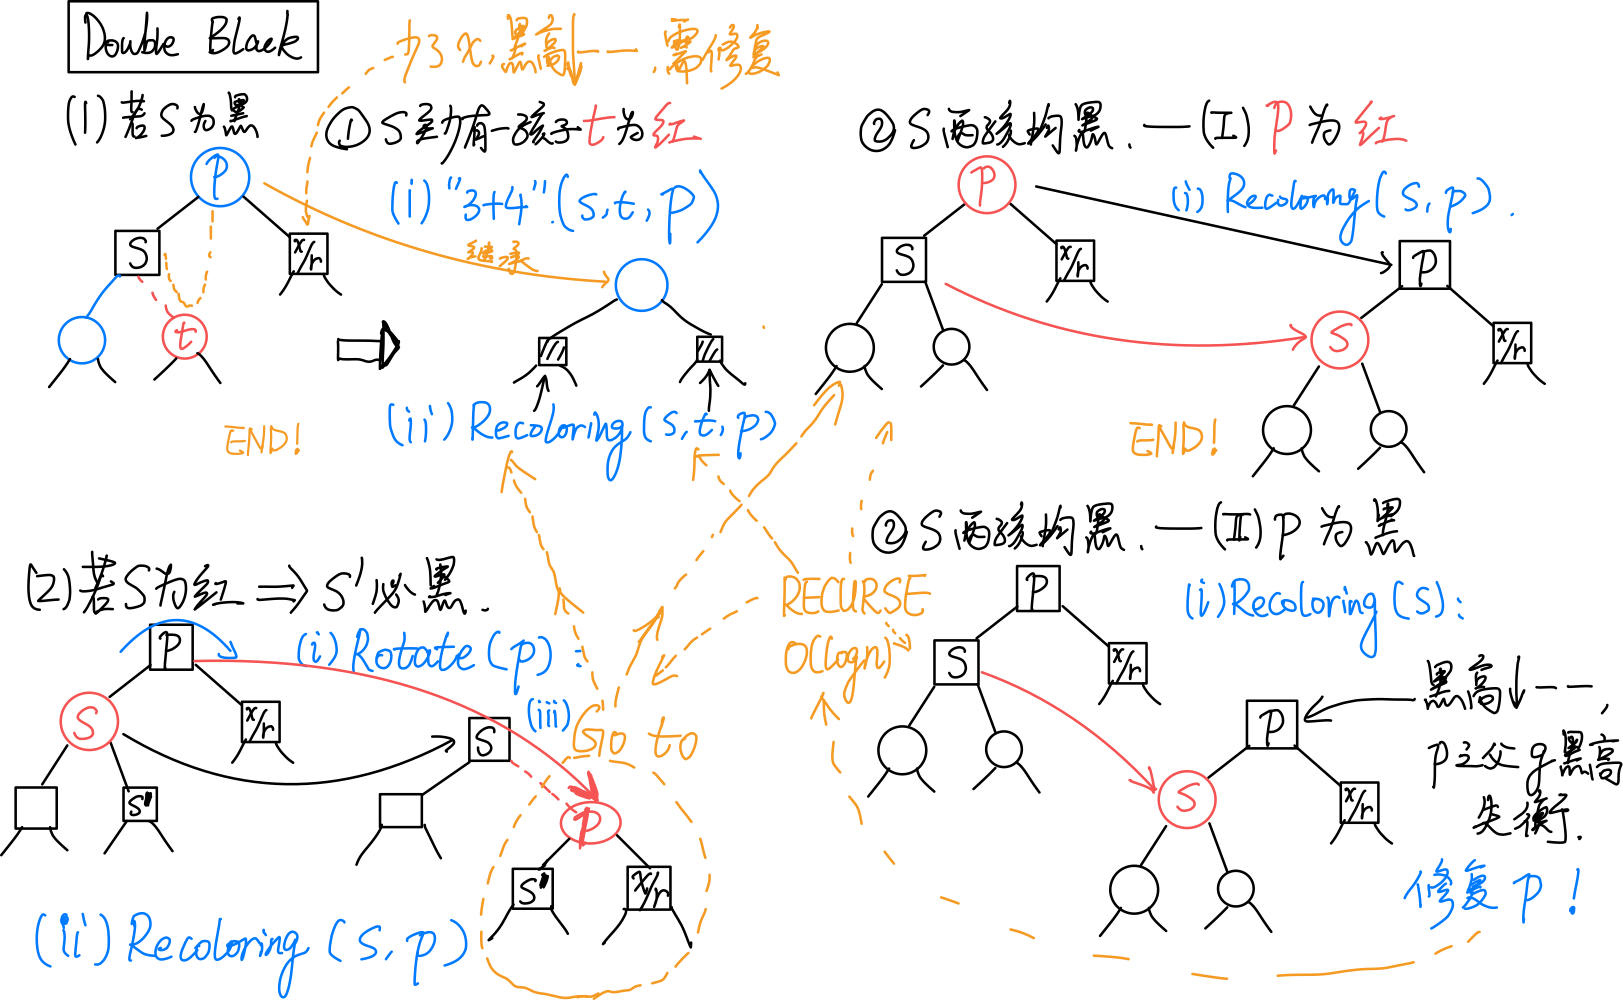 Double Black
少了x,黑高↓--,需修复
(1)若S为黑
①S至少有一孩子t为红
(i)"3+4".(s,t,p)
继承
P
S
x/r
t
END!
(ii)Recoloring(s,t,p)
②S两孩均黑.—(I)P为红
(i)Recoloring(s,p).
P
S
x/r
P
S
x/r
END!
(2)若S为红⇒S'必黑.
(i)Rotate(p):
P
S
x/r
S'
S
P
S'
x/r
(iii)
Go to
(ii)Recoloring(s,p)
RECURSE
O(logn)
②S两孩均黑.—(II)p为黑
(i)Recoloring(s):
P
S
x/r
P
S
x/r
黑高↓--,
P之父g黑高
失衡.
修复P!